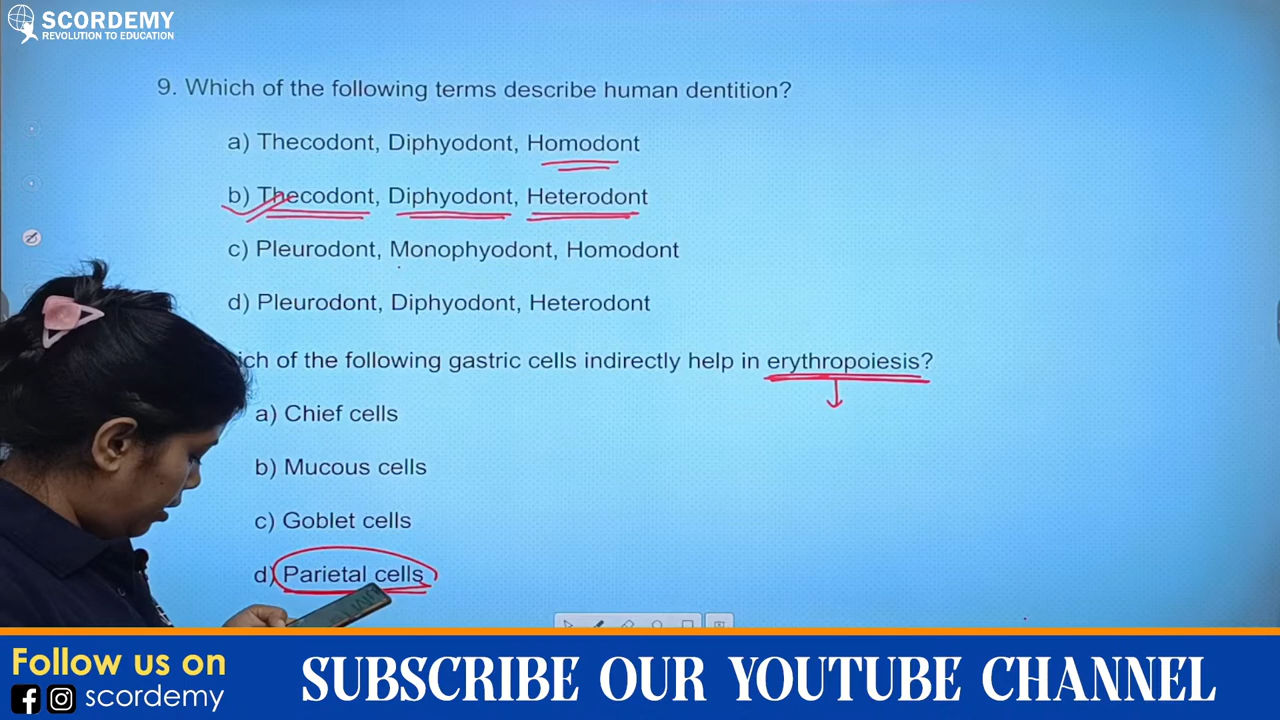 SCORDEMY
REVOLUTION TO EDUCATION
9. Which of the following terms describe human dentition?
a) Thecodont, Diphyodont, Homodont
b) Thecodont, Diphyodont, Heterodont
c) Pleurodont, Monophyodont, Homodont
d) Pleurodont, Diphyodont, Heterodont
of the following gastric cells indirectly help in erythropoiesis?
a) Chief cells
b) Mucous cells
c) Goblet cells
d) Parietal cells
Follow us on
scordemy
SUBSCRIBE OUR YOUTUBE CHANNEL